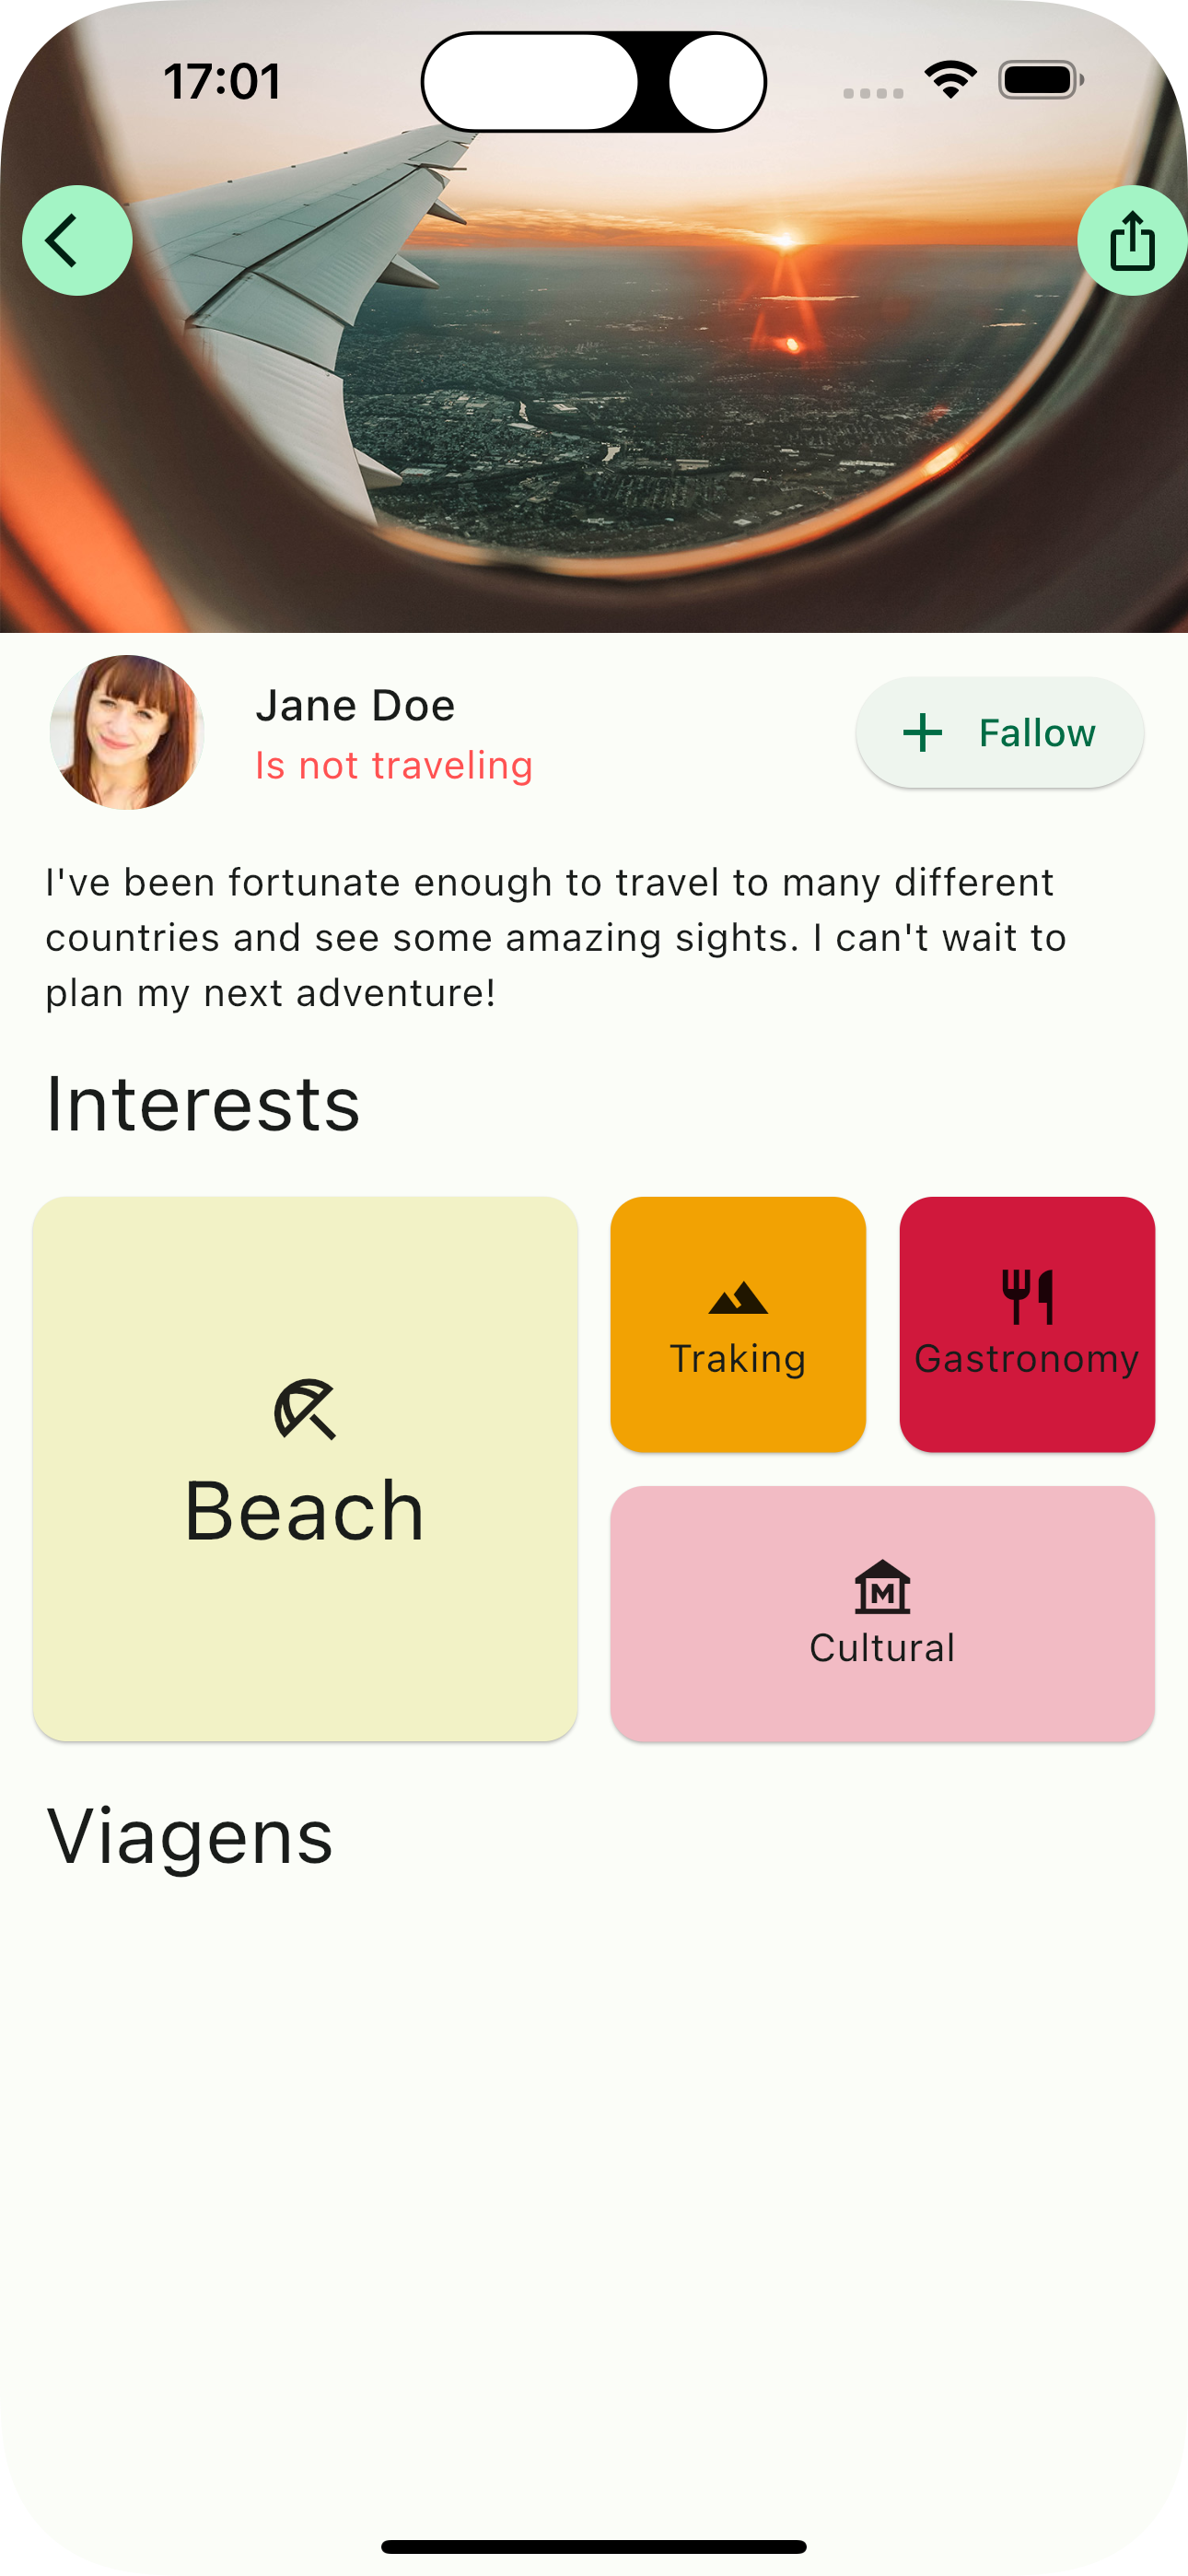 17:01
Jane Doe
Is not traveling
Fallow
I've been fortunate enough to travel to many different
countries and see some amazing sights. I can't wait to
plan my next adventure!
Interests
Beach
Traking
Gastronomy
M
Cultural
Viagens